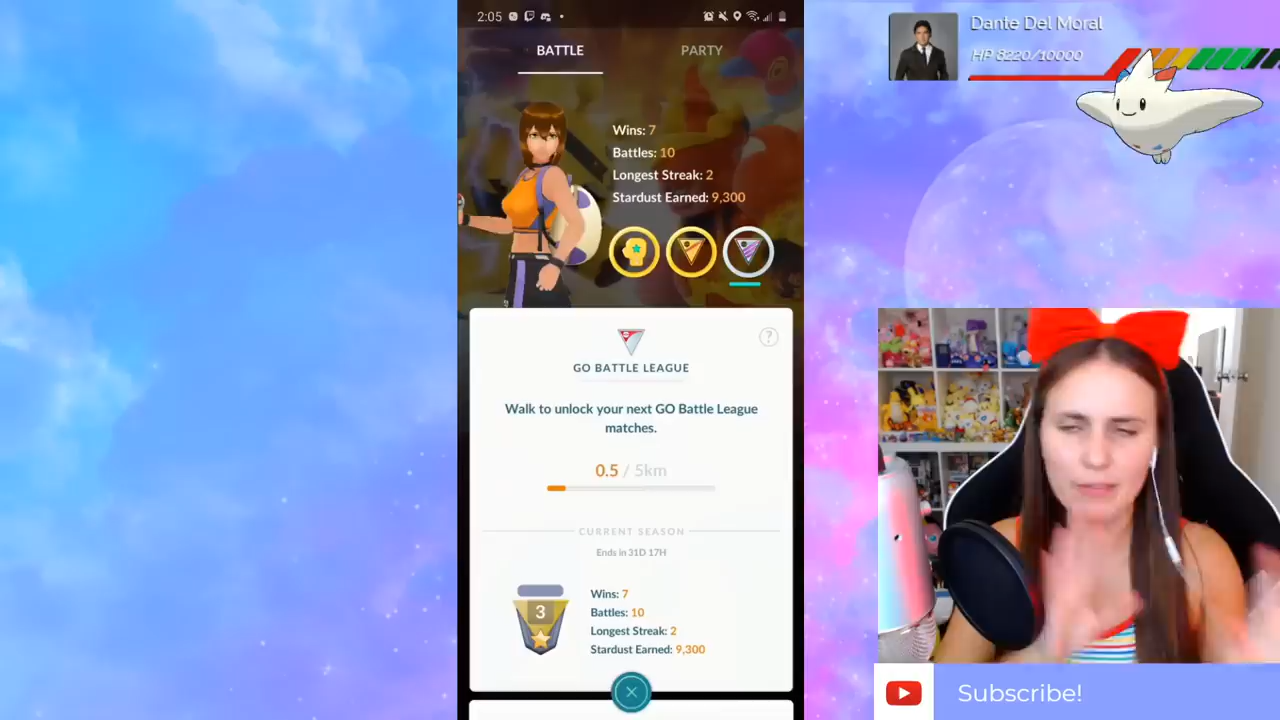 2:05
BATTLE
PARTY
Wins: 7
Battles: 10
Longest Streak: 2
Stardust Earned: 9,300
?
GO BATTLE LEAGUE
Walk to unlock your next GO Battle League
matches.
0.5 / 5km
CURRENT SEASON
Ends in 31D 17H
3
Wins: 7
Battles: 10
Longest Streak: 2
Stardust Earned: 9,300
Dante Del Moral
HP 8220/10000
Subscribe!